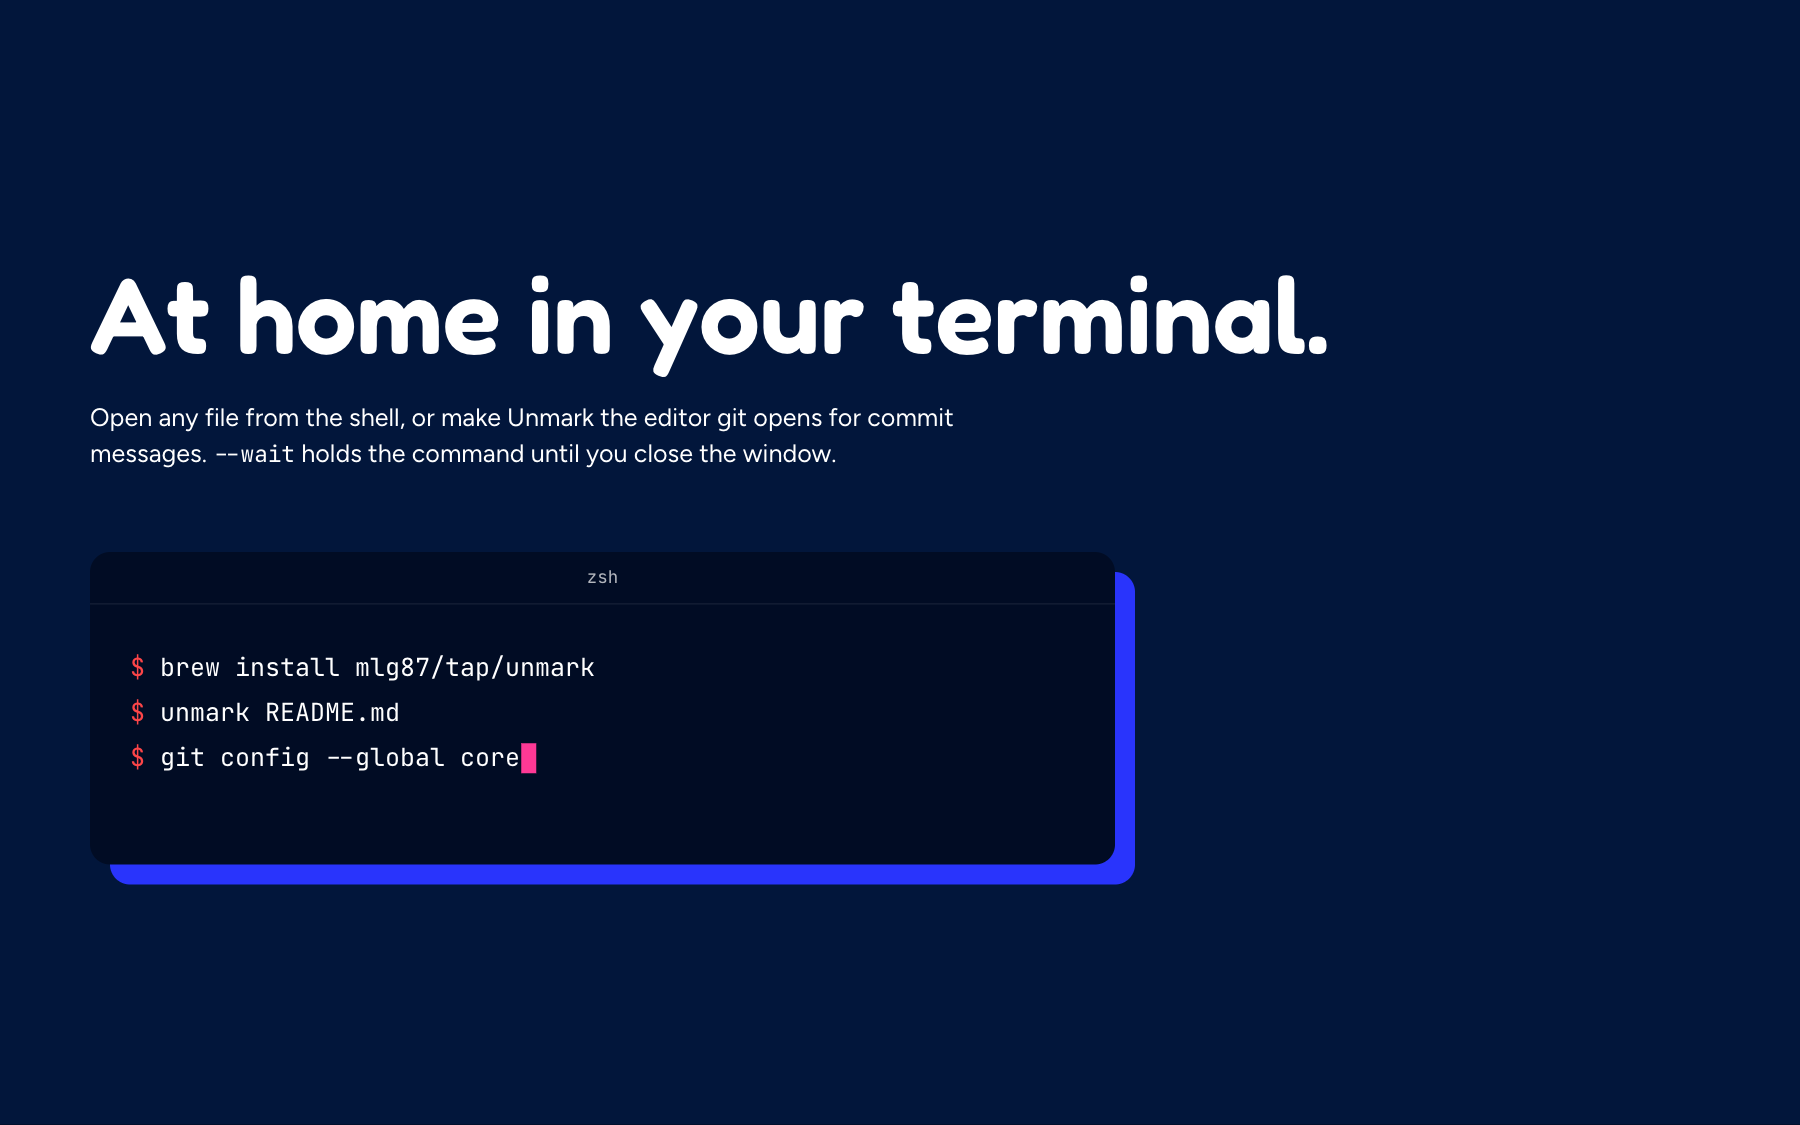 At home in your terminal.
Open any file from the shell, or make Unmark the editor git opens for commit
messages. --wait holds the command until you close the window.
zsh
$ brew install mlg87/tap/unmark
$ unmark README.md
$ git config --global core